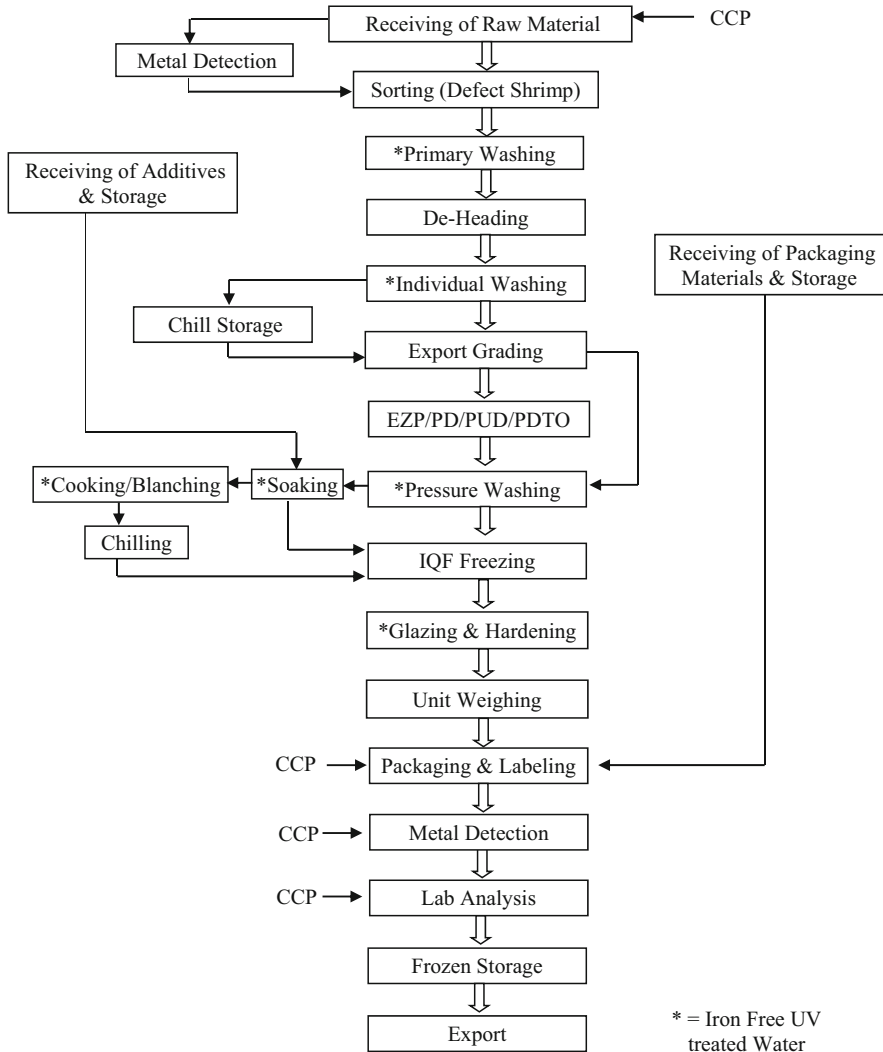 Receiving of Raw Material
CCP
Metal Detection
Sorting (Defect Shrimp)
*Primary Washing
Receiving of Additives
& Storage
De-Heading
Receiving of Packaging
Materials & Storage
*Individual Washing
Chill Storage
Export Grading
EZP/PD/PUD/PDTO
*Cooking/Blanching
*Soaking
*Pressure Washing
Chilling
IQF Freezing
*Glazing & Hardening
Unit Weighing
CCP
Packaging & Labeling
CCP
Metal Detection
CCP
Lab Analysis
Frozen Storage
Export
* = Iron Free UV
treated Water